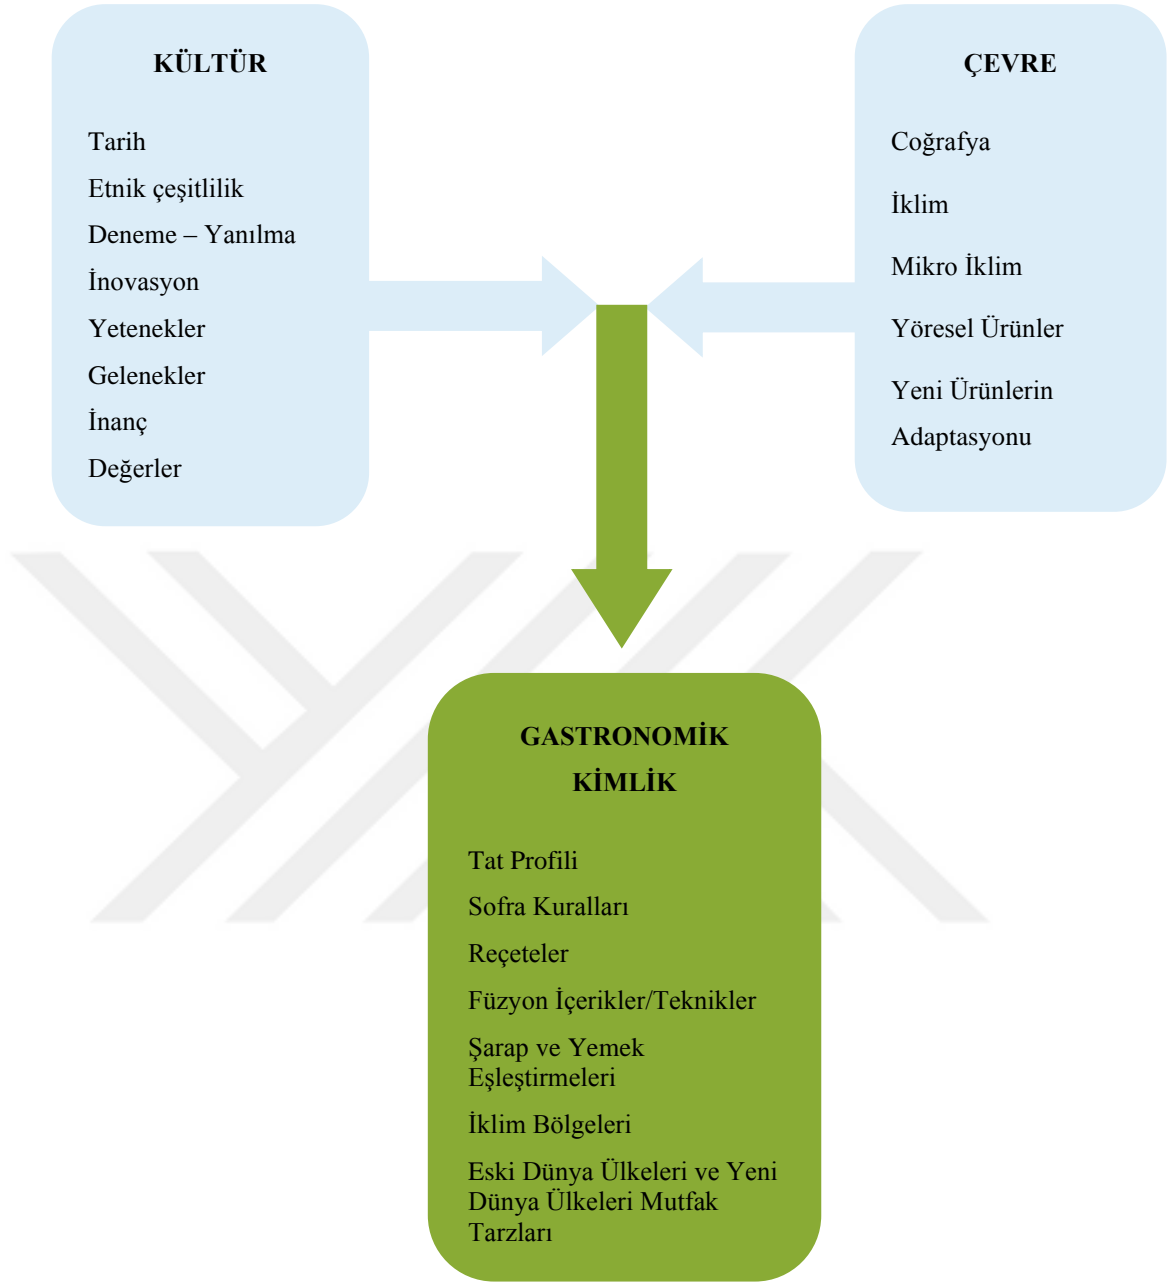 KÜLTÜR
Tarih
Etnik çeşitlilik
Deneme – Yanılma
İnovasyon
Yetenekler
Gelenekler
İnanç
Değerler
ÇEVRE
Coğrafya
İklim
Mikro İklim
Yöresel Ürünler
Yeni Ürünlerin
Adaptasyonu
GASTRONOMİK
KİMLİK
Tat Profili
Sofra Kuralları
Reçeteler
Füzyon İçerikler/Teknikler
Şarap ve Yemek
Eşleştirmeleri
İklim Bölgeleri
Eski Dünya Ülkeleri ve Yeni
Dünya Ülkeleri Mutfak
Tarzları